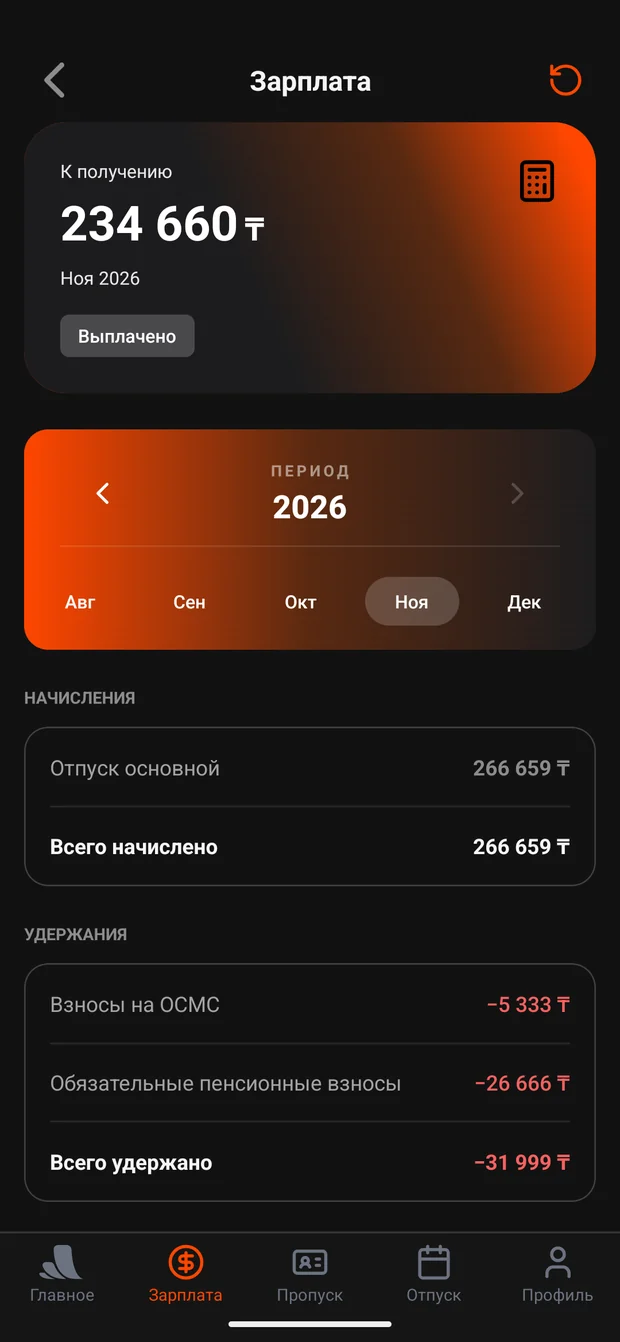 Зарплата
К получению
234 660 ₸
Ноя 2026
Выплачено
ПЕРИОД
2026
Авг Сен Окт Ноя Дек
НАЧИСЛЕНИЯ
Отпуск основной 266 659 ₸
Всего начислено 266 659 ₸
УДЕРЖАНИЯ
Взносы на ОСМС −5 333 ₸
Обязательные пенсионные взносы −26 666 ₸
Всего удержано −31 999 ₸
Главное Зарплата Пропуск Отпуск Профиль